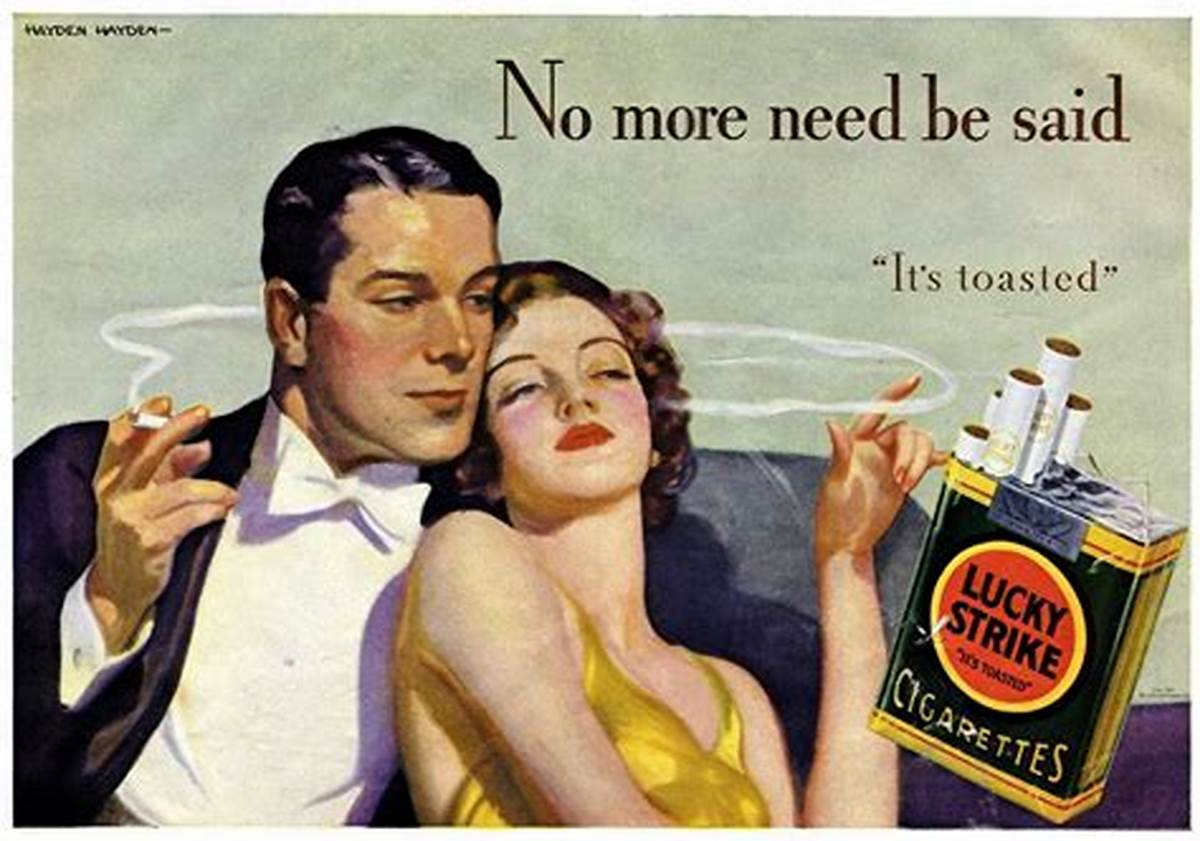 HAYDEN HAYDEN—
No more need be said
“It's toasted”
LUCKY
STRIKE
"IT'S TOASTED"
CIGARETTES